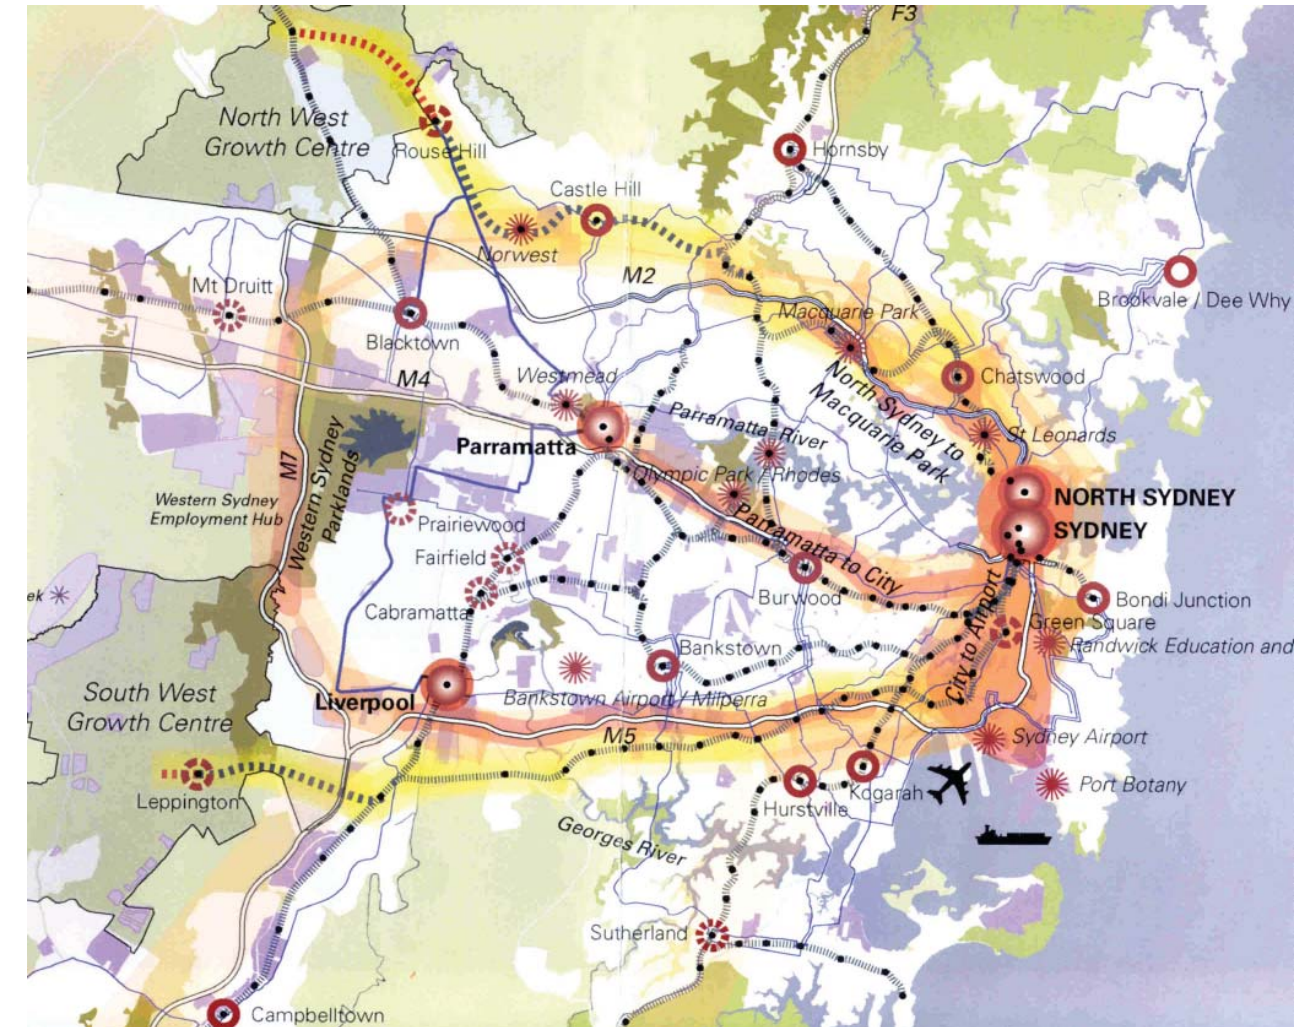 F3
North West
Growth Centre
Rouse Hill
Hornsby
Castle Hill
Norwest
M2
Mt Druitt
Brookvale / Dee Why
Macquarie Park
Blacktown
M4
Westmead
Chatswood
North Sydney to
Macquarie Park
Parramatta
River
St Leonards
Parramatta
Olympic Park / Rhodes
M7
Western Sydney
Parklands
Western Sydney
Employment Hub
NORTH SYDNEY
SYDNEY
Prairiewood
Parramatta to City
Fairfield
Cabramatta
Burwood
ek
Bondi Junction
Green Square
Randwick Education and
City to Airport
Bankstown
South West
Growth Centre
Liverpool
Bankstown Airport / Milperra
M5
Sydney Airport
Leppington
Hurstville
Kogarah
Port Botany
Georges River
Sutherland
Campbelltown